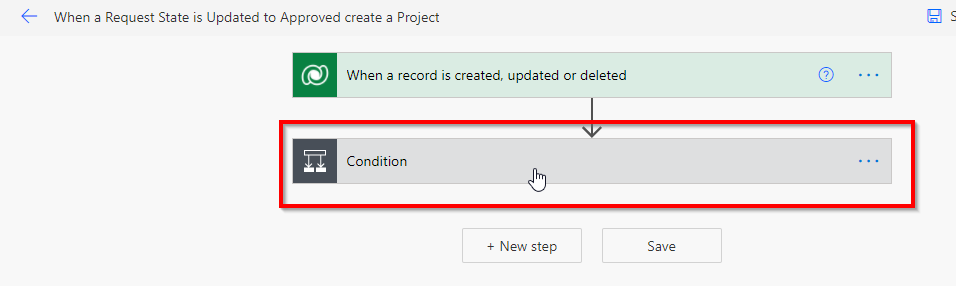 When a Request State is Updated to Approved create a Project
S
When a record is created, updated or deleted
Condition
+ New step
Save